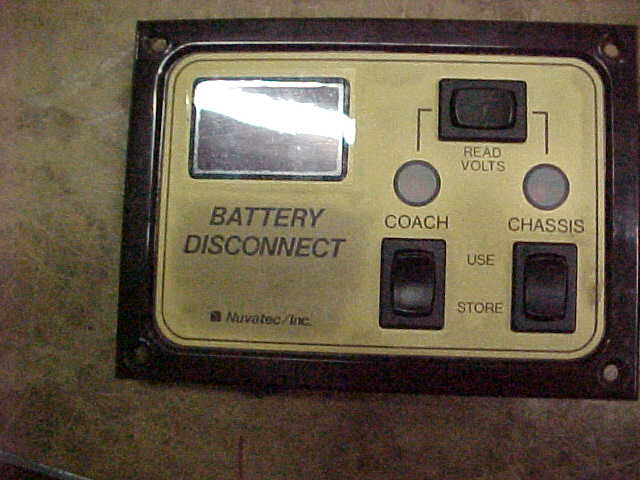 READ
VOLTS
COACH
CHASSIS
BATTERY
DISCONNECT
USE
STORE
Nuvatec/Inc.